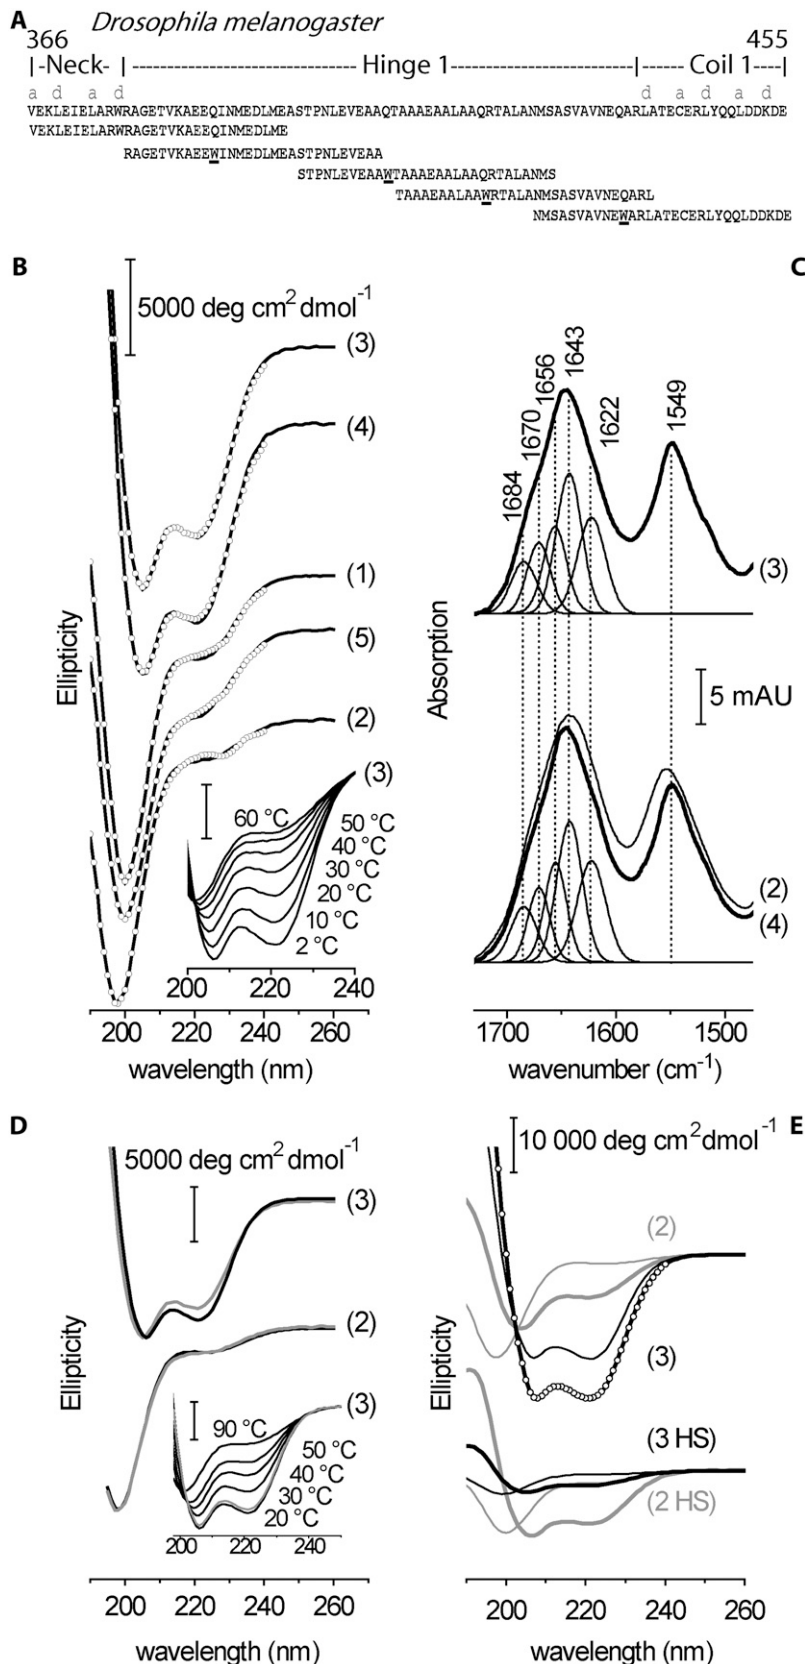 A Drosophila melanogaster
366 455
|-Neck- | ---------------------------- Hinge 1----------------------| ----- Coil 1----|
a d a d d a d a d
VEKLEIELARWRAGETVKAEEQINMEDLMEASTPNLEVEAAQTAAAEAALAAQRTALANMSASVAVNEQARLATECERLYQQLDDKDE
VEKLEIELARWRAGETVKAEEQINMEDLME
RAGETVKAEEWINMEDLMEASTPNLEVEAA
STPNLEVEAAWTAAAEAALAAQRTALANMS
TAAAEAALAAWRTALANMSASVAVNEQARL
NMSASVAVNEWARLATECERLYQQLDDKDE
B
5000 deg cm² dmol⁻¹
(3)
(4)
(1)
(5)
(2)
(3)
60 °C
50 °C
40 °C
30 °C
20 °C
10 °C
2 °C
200 220 240
Ellipticity
200 220 240 260
wavelength (nm)
C
1684
1670
1656
1643
1622
1549
(3)
5 mAU
(2)
(4)
Absorption
1700 1600 1500
wavenumber (cm⁻¹)
D
5000 deg cm² dmol⁻¹
(3)
(2)
(3)
90 °C
50 °C
40 °C
30 °C
20 °C
200 220 240
Ellipticity
200 220 240 260
wavelength (nm)
E
10 000 deg cm² dmol⁻¹
(2)
(3)
(3 HS)
(2 HS)
Ellipticity
200 220 240 260
wavelength (nm)